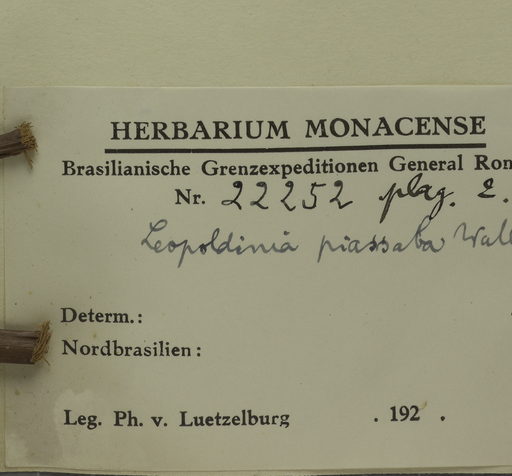 HERBARIUM MONACENSE
Brasilianische Grenzexpeditionen General Ron
Nr. 22252 plag. 2.
Leopoldinia piassaba Wall
Determ.:
Nordbrasilien:
Leg. Ph. v. Luetzelburg . 192 .